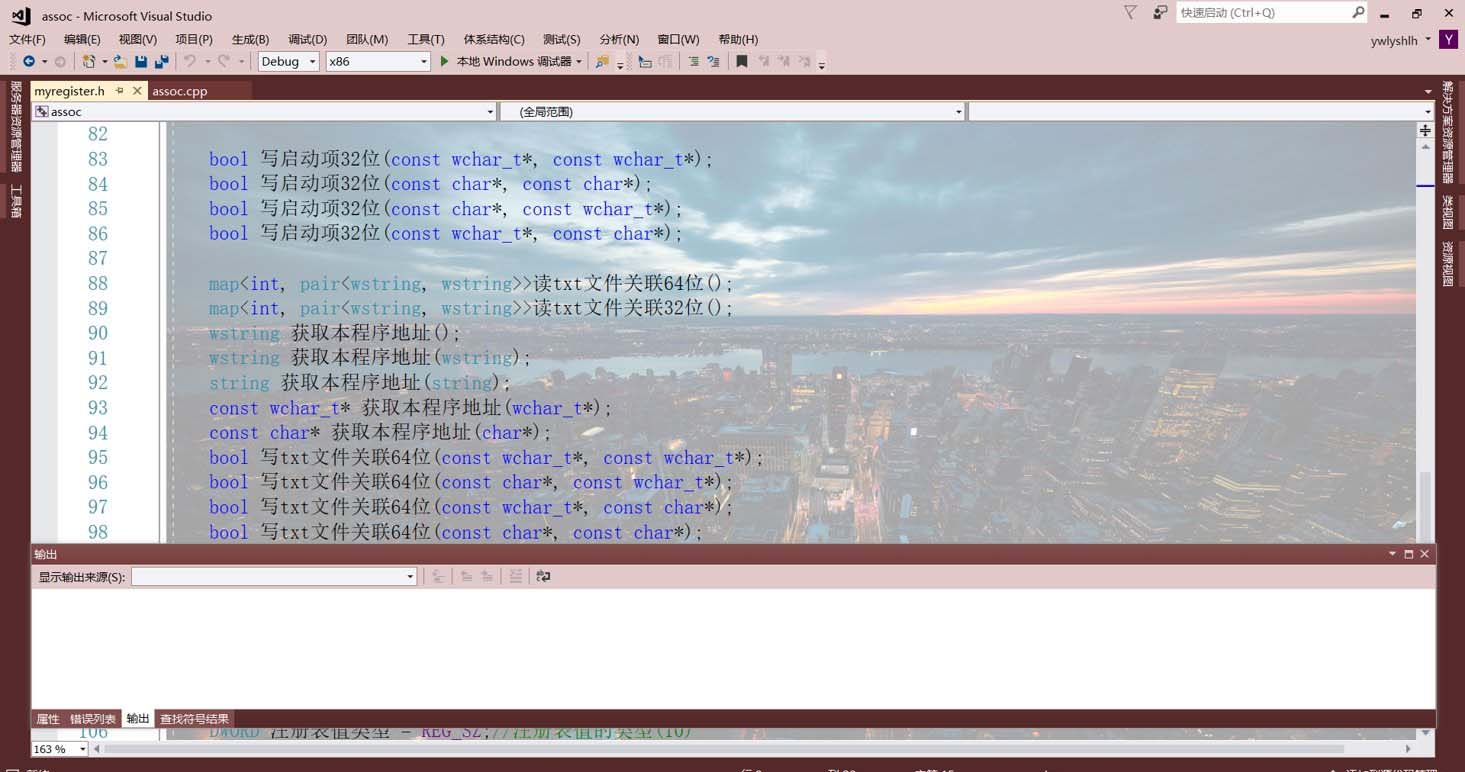 assoc - Microsoft Visual Studio
快速启动 (Ctrl+Q)
文件(F) 编辑(E) 视图(V) 项目(P) 生成(B) 调试(D) 团队(M) 工具(T) 体系结构(C) 测试(S) 分析(N) 窗口(W) 帮助(H)
ywlyshlh Y
Debug x86 本地 Windows 调试器
服务器资源管理器
工具箱
myregister.h assoc.cpp
assoc (全局范围)
82
83 bool 写启动项32位(const wchar_t*, const wchar_t*);
84 bool 写启动项32位(const char*, const char*);
85 bool 写启动项32位(const char*, const wchar_t*);
86 bool 写启动项32位(const wchar_t*, const char*);
87
88 map<int, pair<wstring, wstring>>读txt文件关联64位();
89 map<int, pair<wstring, wstring>>读txt文件关联32位();
90 wstring 获取本程序地址();
91 wstring 获取本程序地址(wstring);
92 string 获取本程序地址(string);
93 const wchar_t* 获取本程序地址(wchar_t*);
94 const char* 获取本程序地址(char*);
95 bool 写txt文件关联64位(const wchar_t*, const wchar_t*);
96 bool 写txt文件关联64位(const char*, const wchar_t*);
97 bool 写txt文件关联64位(const wchar_t*, const char*);
98 bool 写txt文件关联64位(const char*, const char*);
解决方案资源管理器
类视图
资源视图
输出
显示输出来源(S):
属性 错误列表 输出 查找符号结果
106 DWORD 注册表值类型 = REG_SZ;//注册表值的类型(10)
163 %